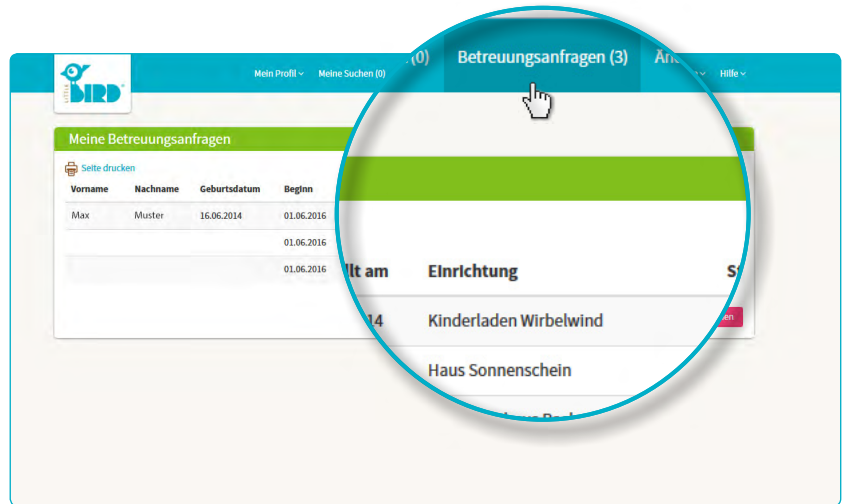 LITTLE BIRD
Mein Profil Meine Suchen (0) (0) Betreuungsanfragen (3) Hilfe
Meine Betreuungsanfragen
Seite drucken
Vorname Nachname Geburtsdatum Beginn llt am Einrichtung
Max Muster 16.06.2014 01.06.2016 14 Kinderladen Wirbelwind
01.06.2016 Haus Sonnenschein
01.06.2016